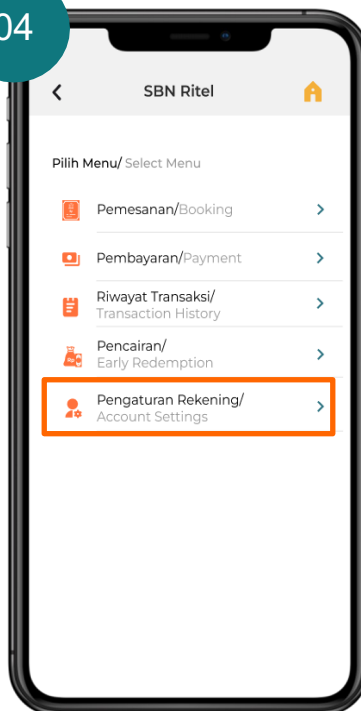 04
SBN Ritel
Pilih Menu/ Select Menu
Pemesanan/Booking
Pembayaran/Payment
Riwayat Transaksi/
Transaction History
Pencairan/
Early Redemption
Pengaturan Rekening/
Account Settings